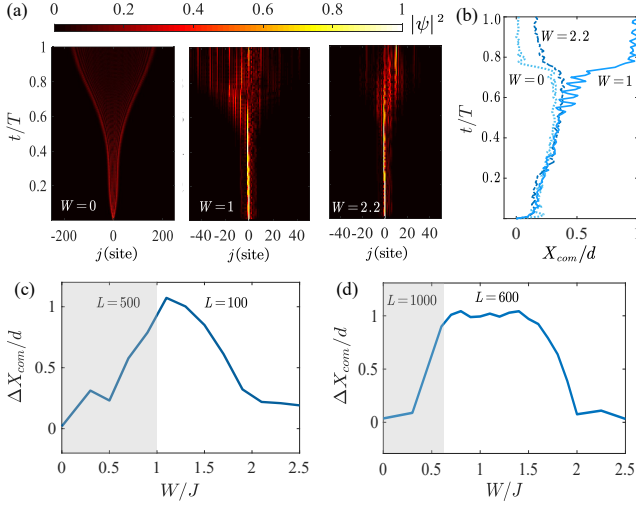 (a)
0 0.2 0.4 0.6 0.8 1
|ψ|²
t/T
1
0.8
0.6
0.4
0.2
W=0
W=1
W=2.2
-250 0 200
-40 -20 0 20 40
-40 -20 0 20 40
j(site) j(site) j(site)
(b)
1.0
0.8
0.6
0.4
0.2
0
t/T
W=2.2
W=0
W=1
0 0.5 1
X_com/d
(c)
L=500 L=100
1
0.5
0
ΔX_com/d
0 0.5 1 1.5 2 2.5
W/J
(d)
L=1000 L=600
1
0.5
0
ΔX_com/d
0 0.5 1 1.5 2 2.5
W/J